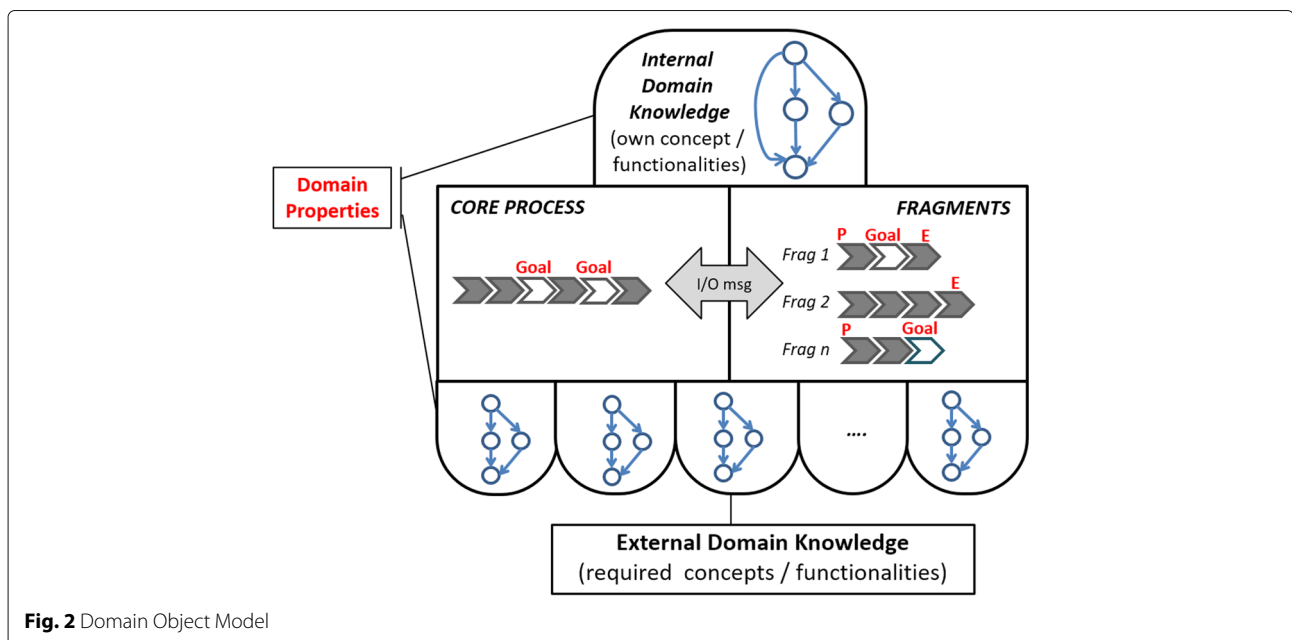 Internal
Domain
Knowledge
(own concept /
functionalities)
Domain
Properties
CORE PROCESS
FRAGMENTS
Goal Goal
I/O msg
P Goal E
Frag 1
E
Frag 2
P Goal
Frag n
....
External Domain Knowledge
(required concepts / functionalities)
Fig. 2 Domain Object Model